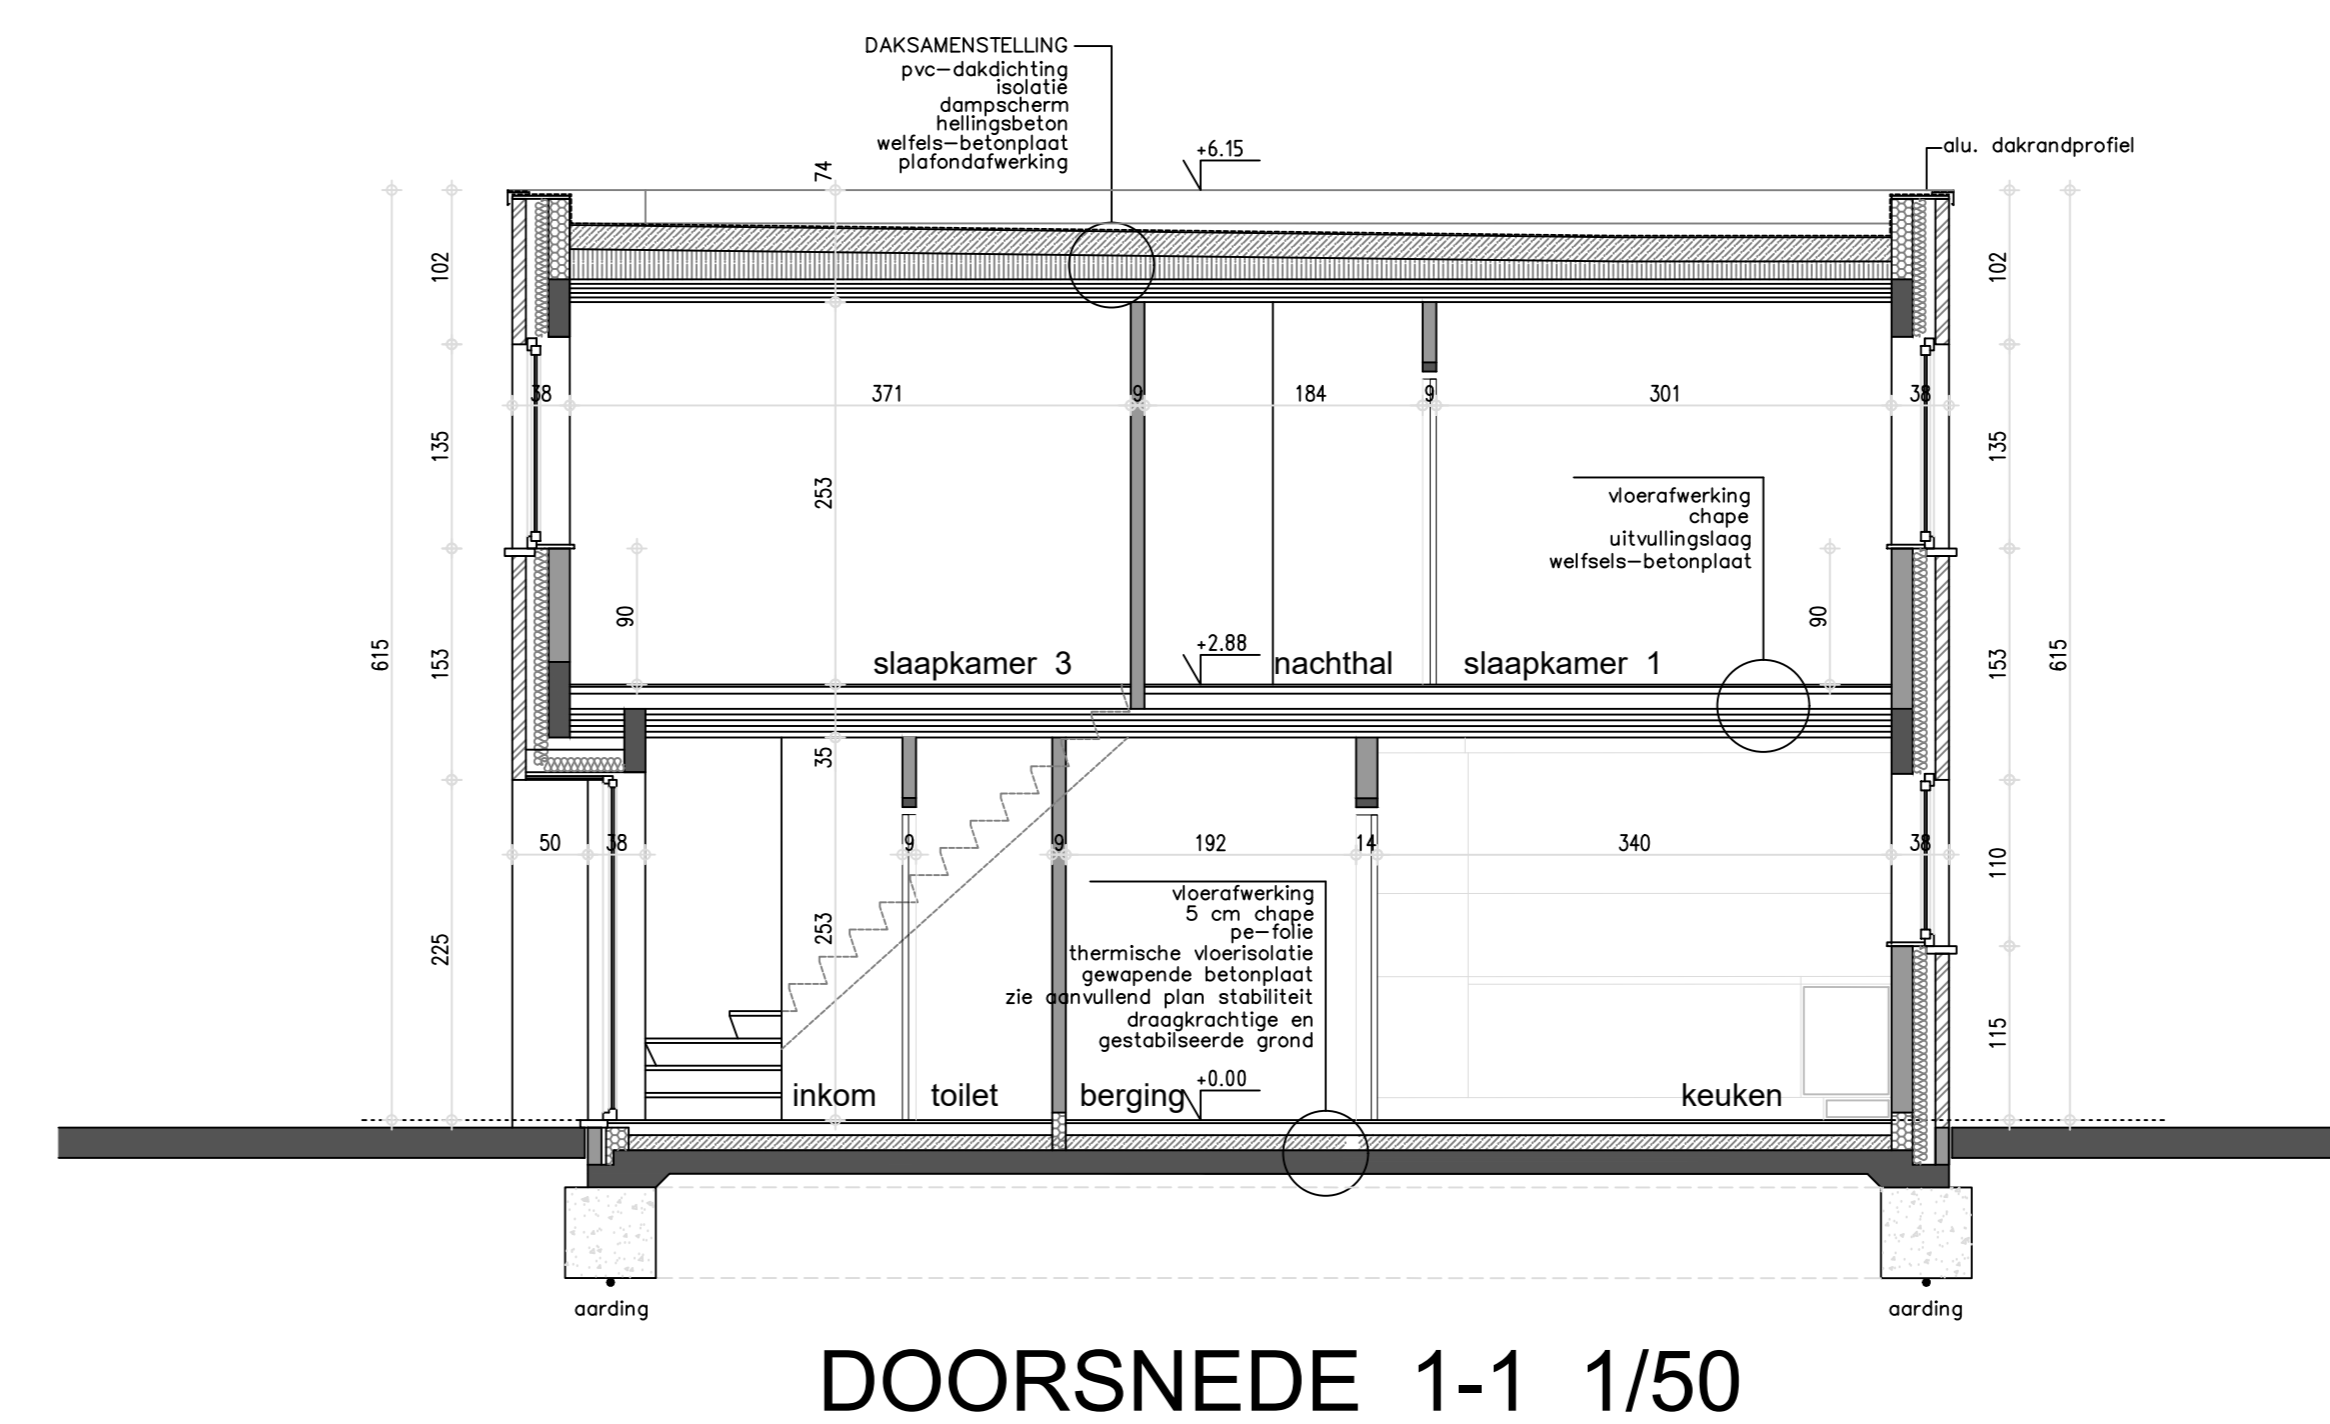 DAKSAMENSTELLING
pvc-dakdichting
isolatie
dampscherm
hellingsbeton
welfels-betonplaat
plafondafwerking
+6.15
alu. dakrandprofiel
74
102
102
38
371
9
184
9
301
38
135
135
253
vloerafwerking
chape
uitvullingslaag
welfsels-betonplaat
90
90
615
153
153
615
+2.88
slaapkamer 3
nachthal
slaapkamer 1
35
50
38
9
9
192
14
340
38
110
225
253
vloerafwerking
5 cm chape
pe-folie
thermische vloerisolatie
gewapende betonplaat
zie aanvullend plan stabiliteit
draagkrachtige en
gestabilseerde grond
115
+0.00
inkom
toilet
berging
keuken
aarding
aarding
DOORSNEDE 1-1 1/50